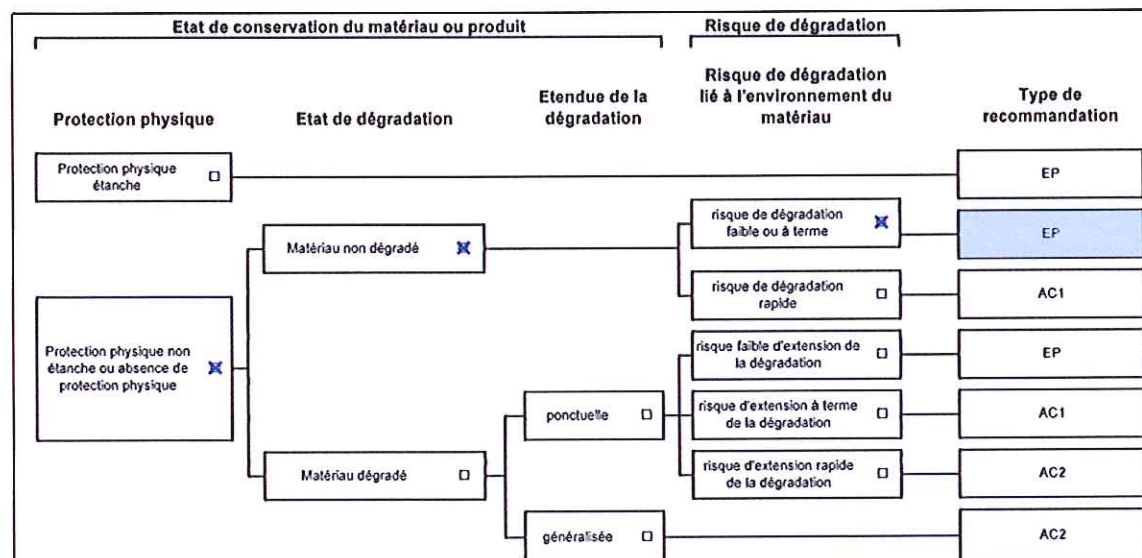 Etat de conservation du matériau ou produit
Risque de dégradation
Protection physique
Etat de dégradation
Etendue de la
dégradation
Risque de dégradation
lié à l'environnement du
matériau
Type de
recommandation
Protection physique
étanche
EP
risque de dégradation
faible ou à terme
EP
Matériau non dégradé
risque de dégradation
rapide
AC1
Protection physique non
étanche ou absence de
protection physique
risque faible d'extension de
la dégradation
EP
ponctuelle
risque d'extension à terme
de la dégradation
AC1
Matériau dégradé
risque d'extension rapide
de la dégradation
AC2
généralisée
AC2